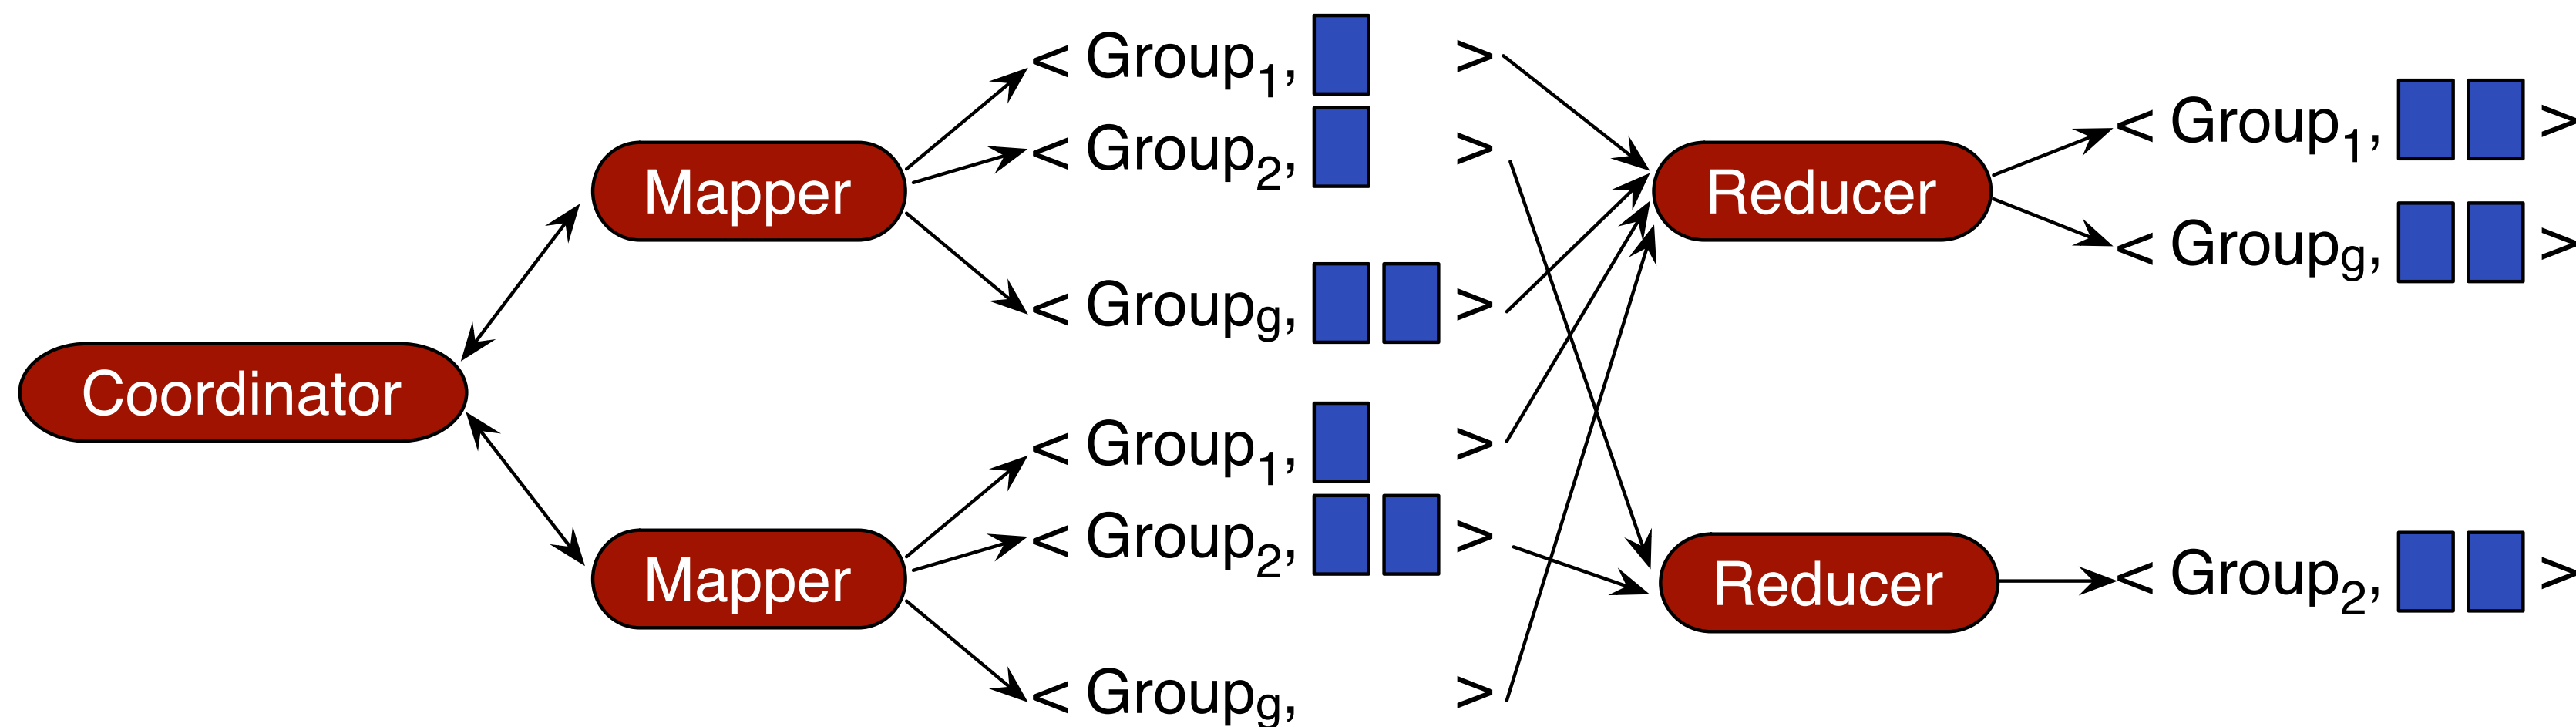 Coordinator
Mapper
Mapper
< Group1, >
< Group2, >
< Groupg, >
< Group1, >
< Group2, >
< Groupg, >
Reducer
Reducer
< Group1, >
< Groupg, >
< Group2, >